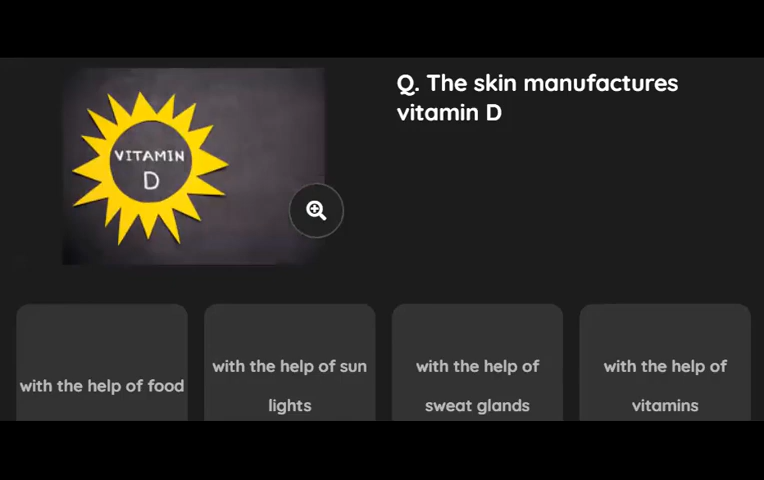 Q. The skin manufactures
vitamin D
VITAMIN
D
with the help of food
with the help of sun
lights
with the help of
sweat glands
with the help of
vitamins